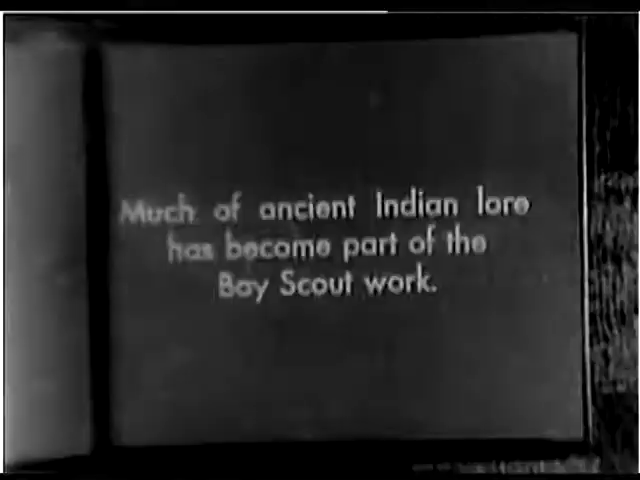 Much of ancient Indian lore
has become part of the
Boy Scout work.